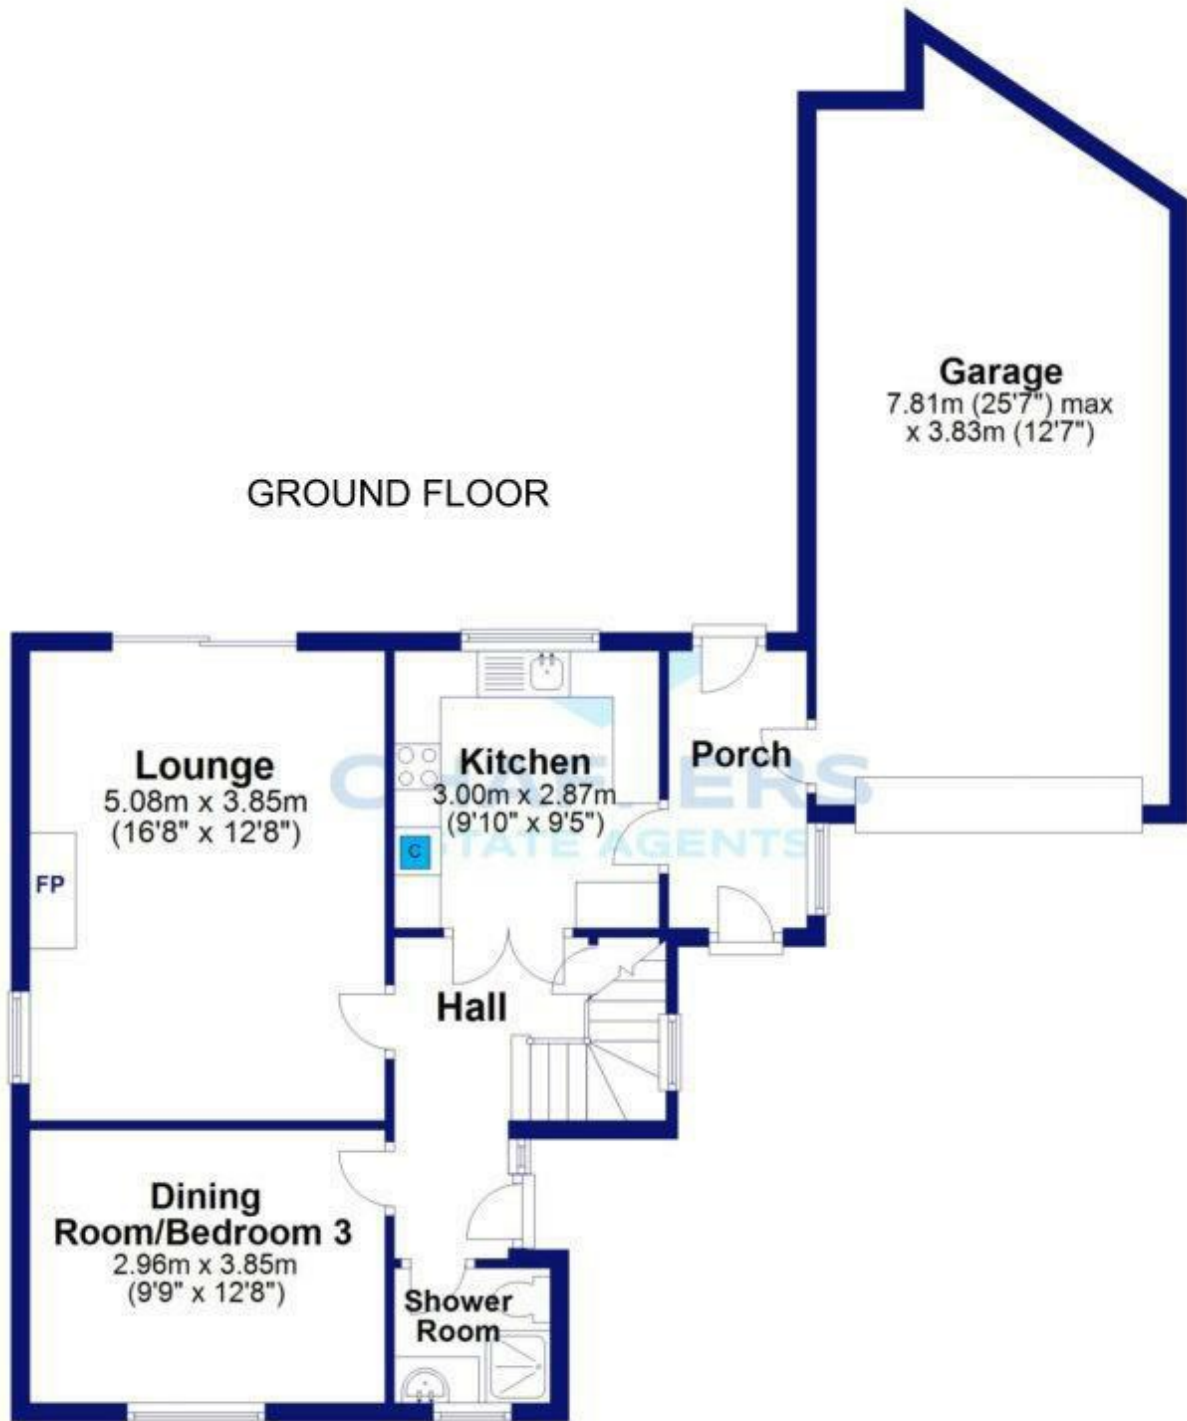 Garage
7.81m (25'7") max
x 3.83m (12'7")
GROUND FLOOR
Lounge
5.08m x 3.85m
(16'8" x 12'8")
FP
Kitchen
3.00m x 2.87m
(9'10" x 9'5")
C
Porch
ESTATE AGENTS
Hall
Dining
Room/Bedroom 3
2.96m x 3.85m
(9'9" x 12'8")
Shower
Room